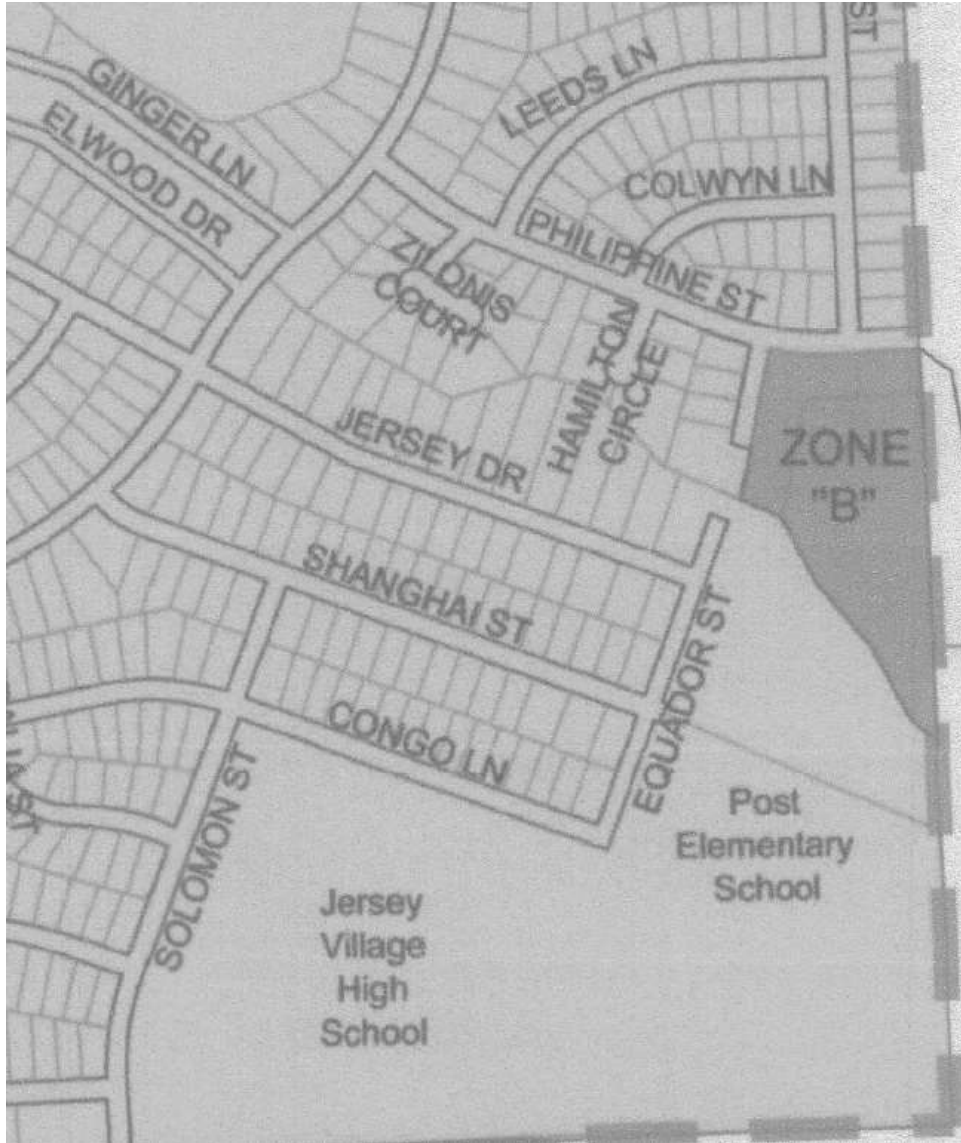 ST
GINGER LN
LEEDS LN
ELWOOD DR
COLWYN LN
PHILIPPINE ST
ZILONIS
COURT
HAMILTON
CIRCLE
JERSEY DR
ZONE
"B"
SHANGHAI ST
EQUADOR ST
CONGO LN
SOLOMON ST
ST
Post
Elementary
School
Jersey
Village
High
School